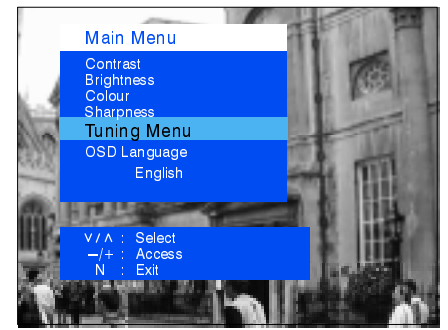 Main Menu
Contrast
Brightness
Colour
Sharpness
Tuning Menu
OSD Language
English
∨/∧ : Select
–/+ : Access
N : Exit